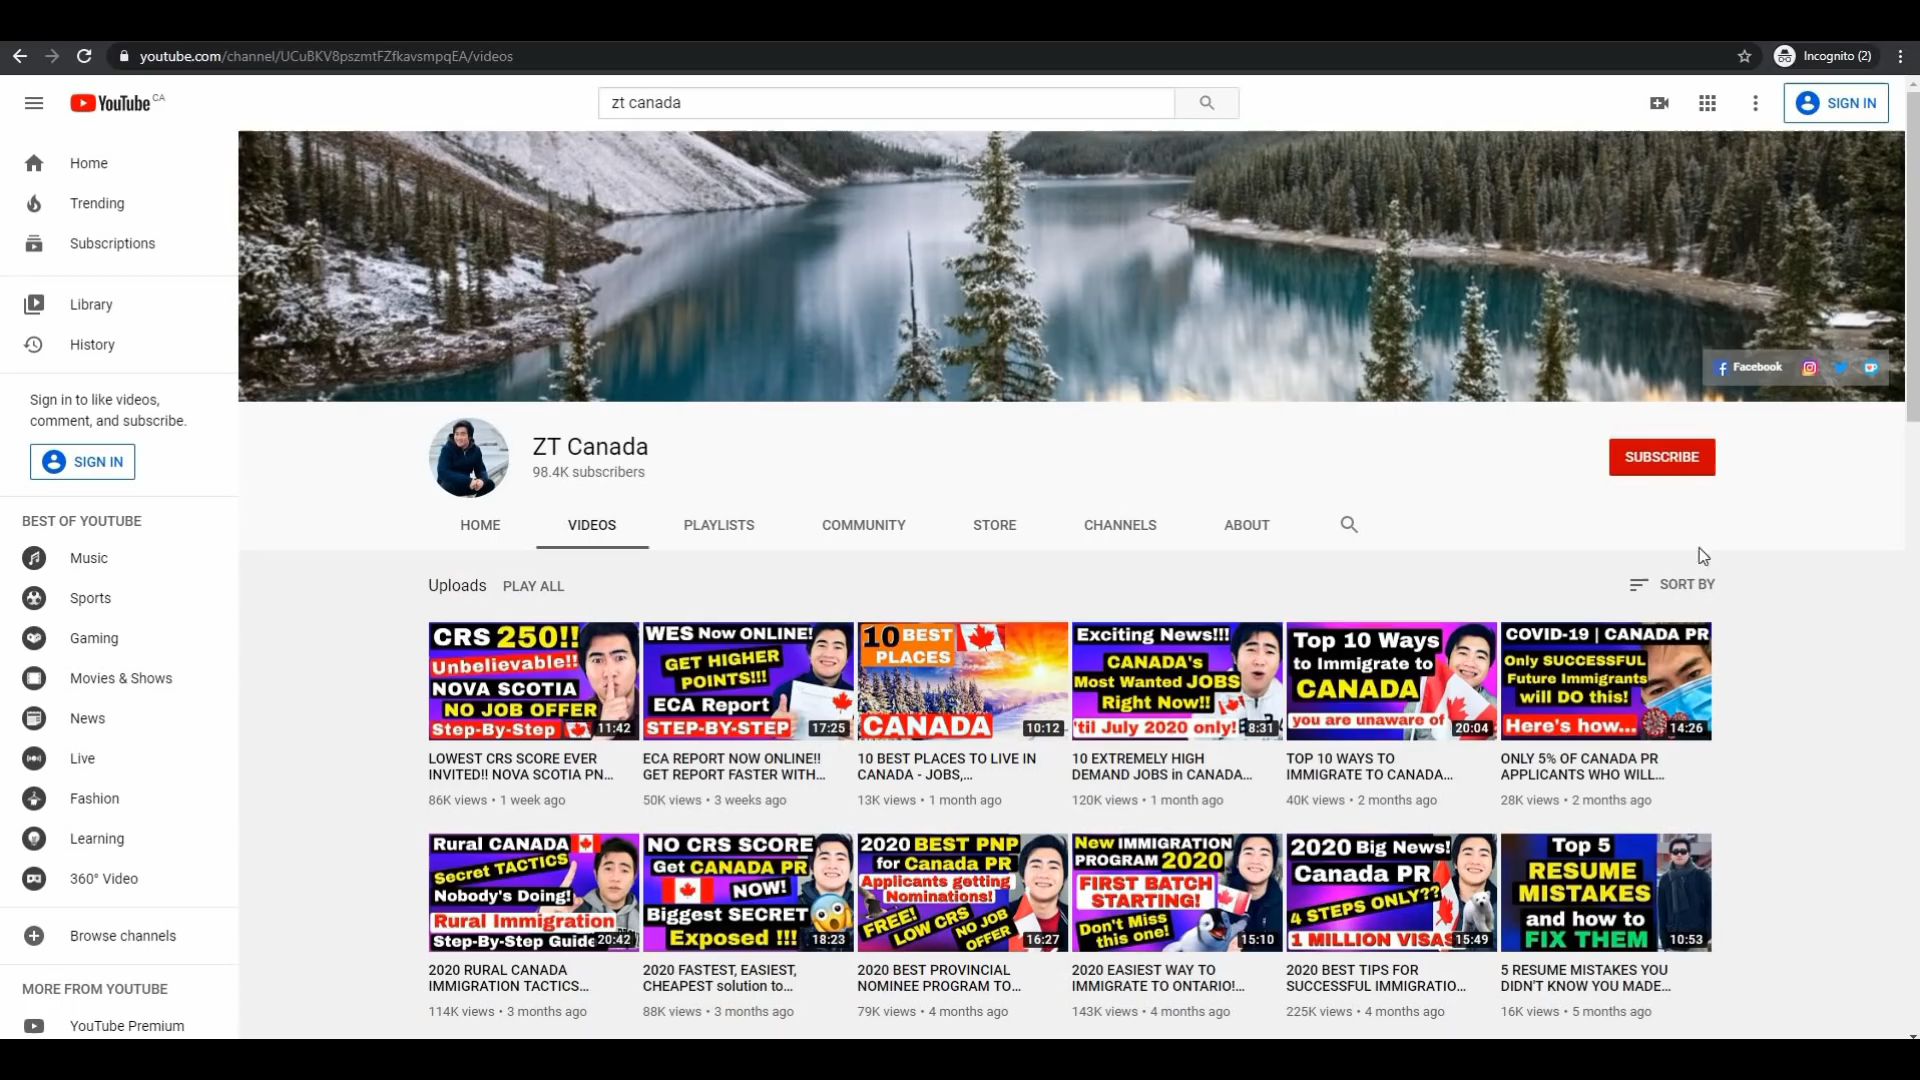 youtube.com/channel/UCuBKV8pszmtFZfkavsmpqEA/videos
Incognito (2)
YouTube CA
zt canada
SIGN IN
Home
Trending
Subscriptions
Library
History
Sign in to like videos,
comment, and subscribe.
SIGN IN
BEST OF YOUTUBE
Music
Sports
Gaming
Movies & Shows
News
Live
Fashion
Learning
360° Video
Browse channels
MORE FROM YOUTUBE
YouTube Premium
Facebook
ZT Canada
98.4K subscribers
SUBSCRIBE
HOME
VIDEOS
PLAYLISTS
COMMUNITY
STORE
CHANNELS
ABOUT
Uploads
PLAY ALL
SORT BY
CRS 250!!
Unbelievable!!
NOVA SCOTIA
NO JOB OFFER
Step-By-Step
11:42
LOWEST CRS SCORE EVER
INVITED!! NOVA SCOTIA PN...
86K views • 1 week ago
WES Now ONLINE!
GET HIGHER
POINTS!!!
ECA Report
STEP-BY-STEP
17:25
ECA REPORT NOW ONLINE!!
GET REPORT FASTER WITH...
50K views • 3 weeks ago
10 BEST
PLACES
CANADA
10:12
10 BEST PLACES TO LIVE IN
CANADA - JOBS,...
13K views • 1 month ago
Exciting News!!!
CANADA's
Most Wanted JOBS
Right Now!!
'til July 2020 only!
8:31
10 EXTREMELY HIGH
DEMAND JOBS in CANADA...
120K views • 1 month ago
Top 10 Ways
to Immigrate to
CANADA
you are unaware of
20:04
TOP 10 WAYS TO
IMMIGRATE TO CANADA...
40K views • 2 months ago
COVID-19 | CANADA PR
Only SUCCESSFUL
Future Immigrants
will DO this!
Here's how...
14:26
ONLY 5% OF CANADA PR
APPLICANTS WHO WILL...
28K views • 2 months ago
Rural CANADA
Secret TACTICS
Nobody's Doing!
Rural Immigration
Step-By-Step Guide
20:42
2020 RURAL CANADA
IMMIGRATION TACTICS...
114K views • 3 months ago
NO CRS SCORE
Get CANADA PR
NOW!
Biggest SECRET
Exposed !!!
18:23
2020 FASTEST, EASIEST,
CHEAPEST solution to...
88K views • 3 months ago
2020 BEST PNP
for Canada PR
Applicants getting
Nominations!
FREE!
LOW CRS
NO JOB
OFFER
16:27
2020 BEST PROVINCIAL
NOMINEE PROGRAM TO...
79K views • 4 months ago
New IMMIGRATION
PROGRAM 2020
FIRST BATCH
STARTING!
Don't Miss
this one!
15:10
2020 EASIEST WAY TO
IMMIGRATE TO ONTARIO!...
143K views • 4 months ago
2020 Big News!
Canada PR
4 STEPS ONLY??
1 MILLION VISAS
15:49
2020 BEST TIPS FOR
SUCCESSFUL IMMIGRATIO...
225K views • 4 months ago
Top 5
RESUME
MISTAKES
and how to
FIX THEM
10:53
5 RESUME MISTAKES YOU
DIDN'T KNOW YOU MADE...
16K views • 5 months ago